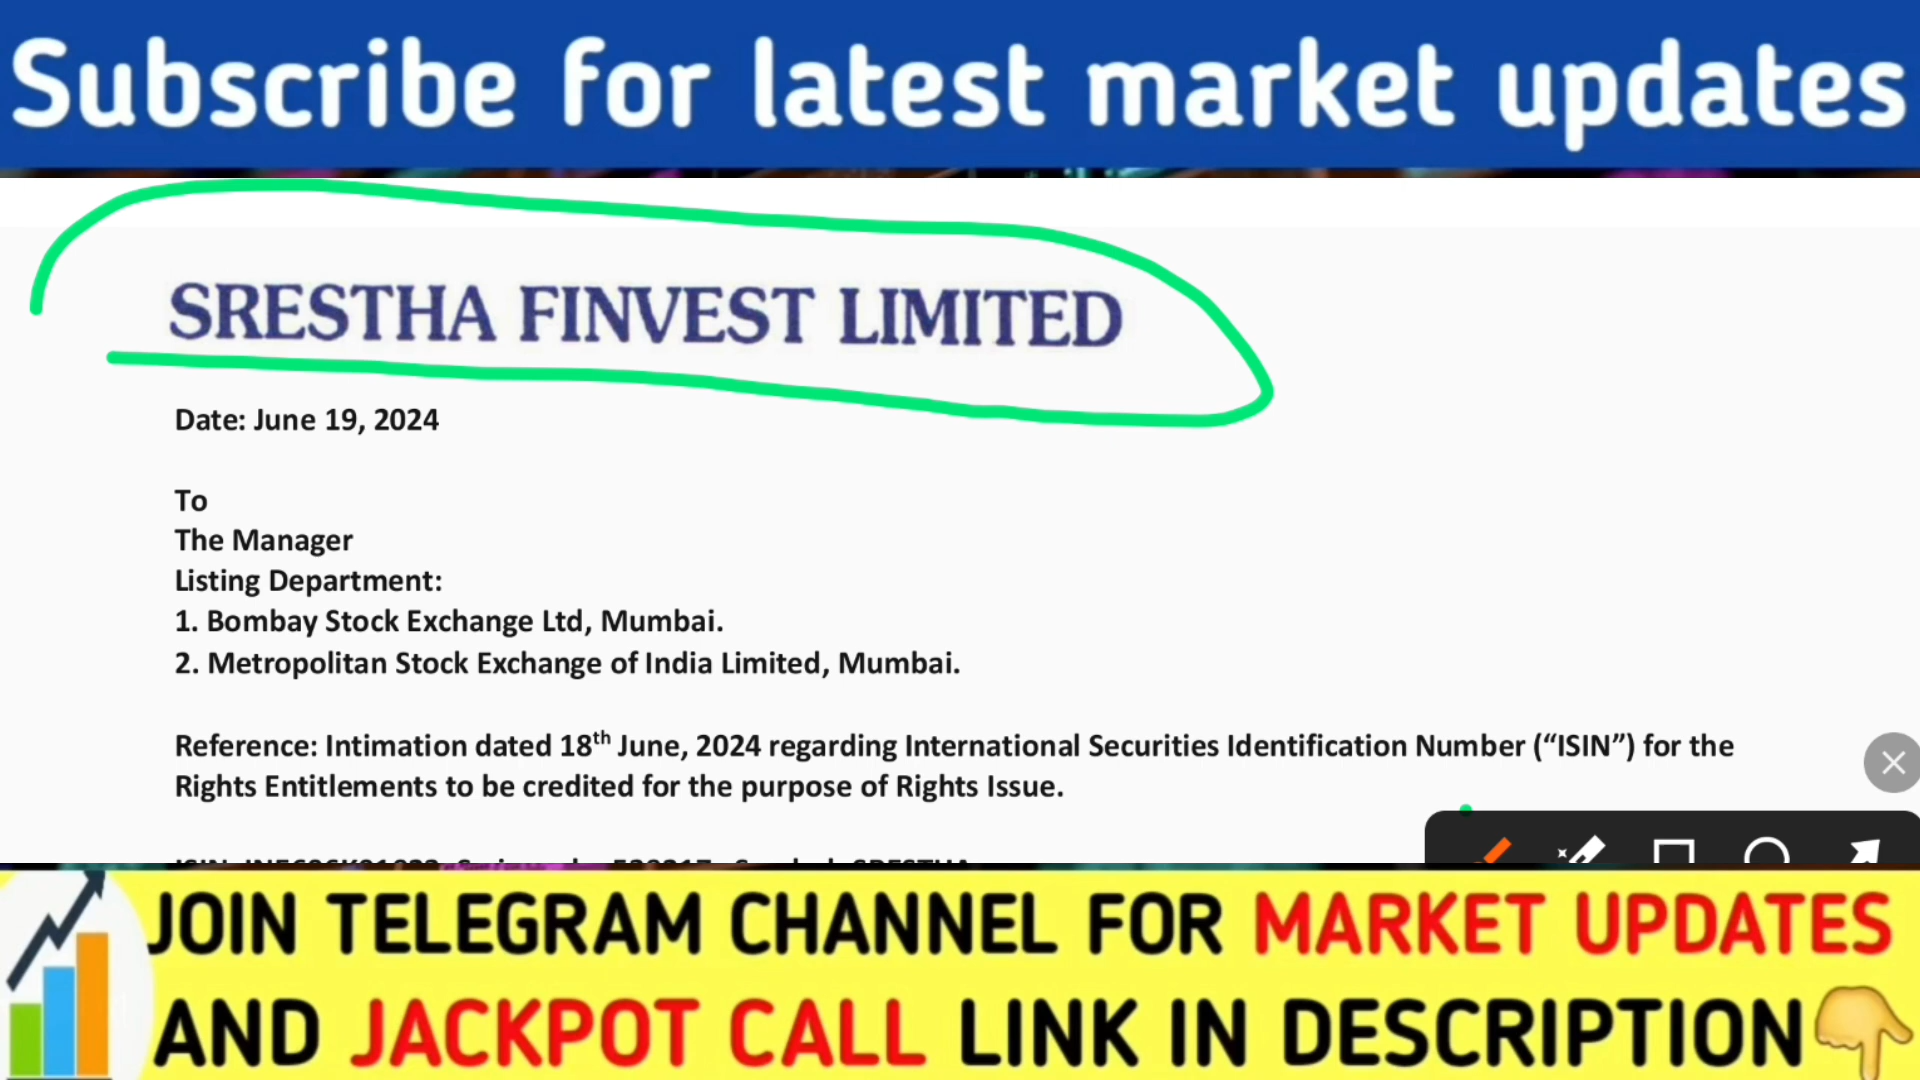 Subscribe for latest market updates
SRESTHA FINVEST LIMITED
Date: June 19, 2024
To
The Manager
Listing Department:
1. Bombay Stock Exchange Ltd, Mumbai.
2. Metropolitan Stock Exchange of India Limited, Mumbai.
Reference: Intimation dated 18th June, 2024 regarding International Securities Identification Number (“ISIN”) for the
Rights Entitlements to be credited for the purpose of Rights Issue.
JOIN TELEGRAM CHANNEL FOR MARKET UPDATES
AND JACKPOT CALL LINK IN DESCRIPTION